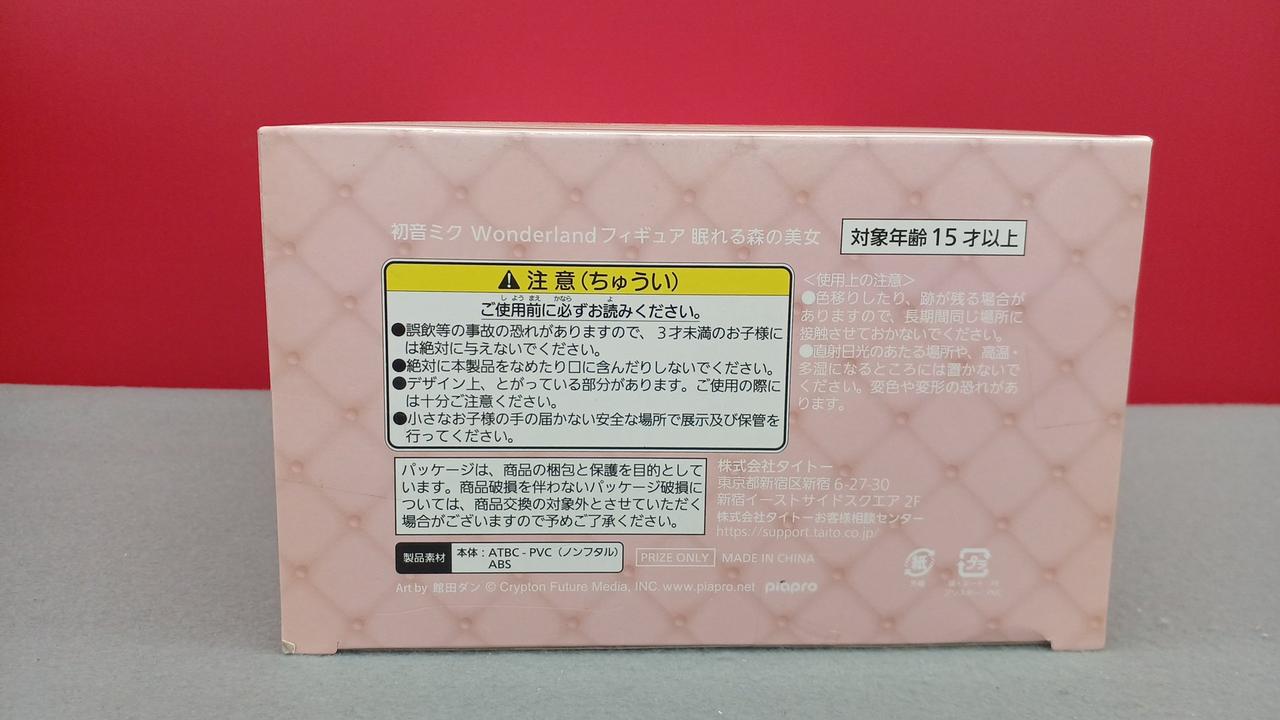 初音ミク Wonderlandフィギュア 眠れる森の美女
対象年齢 15 才以上
注 意(ちゅうい)
ご使用前に必ずお読みください。
しようまえ かなら よ
●誤飲等の事故の恐れがありますので、3才未満のお子様に
は絶対に与えないでください。
●絶対に本製品をなめたり口に含んだりしないでください。
●デザイン上、とがっている部分があります。ご使用の際に
は十分ご注意ください。
●小さなお子様の手の届かない安全な場所で展示及び保管を
行ってください。
＜使用上の注意＞
●色移りしたり、跡が残る場合が
ありますので、長期間同じ場所に
接触させておかないでください。
●直射日光のあたる場所や、高温・
多湿になるところには置かないで
ください。変色や変形の恐れがあ
ります。
パッケージは、商品の梱包と保護を目的として
います。商品破損を伴わないパッケージ破損に
ついては、商品交換の対象外とさせていただく
場合がございますので予めご了承ください。
株式会社タイトー
東京都新宿区新宿 6-27-30
新宿イーストサイドスクエア 2F
株式会社タイトーお客様相談センター
https://support.taito.co.jp/
製品素材 本体：ATBC - PVC（ノンフタル）
ABS
PRIZE ONLY MADE IN CHINA
紙 プラ
外箱
Art by 館田ダン © Crypton Future Media, INC. www.piapro.net piapro